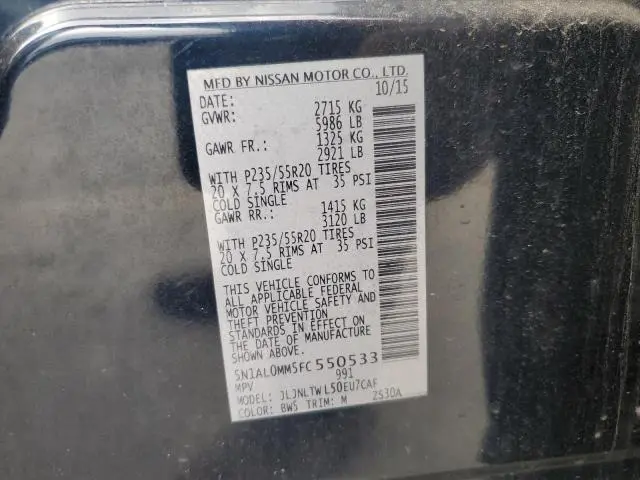 MFD BY NISSAN MOTOR CO., LTD.
DATE: 10/15
GVWR: 2715 KG
5986 LB
GAWR FR.: 1325 KG
2921 LB
WITH P235/55R20 TIRES
20 X 7.5 RIMS AT 35 PSI
COLD SINGLE
GAWR RR.: 1415 KG
3120 LB
WITH P235/55R20 TIRES
20 X 7.5 RIMS AT 35 PSI
COLD SINGLE
THIS VEHICLE CONFORMS TO
ALL APPLICABLE FEDERAL
MOTOR VEHICLE SAFETY AND
THEFT PREVENTION
STANDARDS IN EFFECT ON
THE DATE OF MANUFACTURE
SHOWN ABOVE.
5N1AL0MM5FC550533
MPV 991
MODEL: JLJNLTWL50EU7CAF
COLOR: BW5 TRIM: M 2S30A